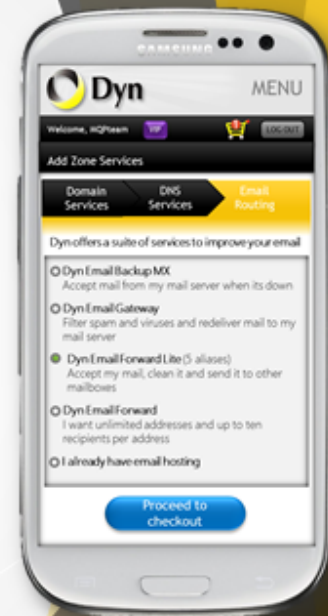 SAMSUNG
Dyn
MENU
Welcome, MQPteam VIP LOG OUT
Add Zone Services
Domain Services
DNS Services
Email Routing
Dyn offers a suite of services to improve your email
Dyn Email Backup MX
Accept mail from my mail server when its down
Dyn Email Gateway
Filter spam and viruses and redeliver mail to my
mail server
Dyn Email Forward Lite (5 aliases)
Accept my mail, clean it and send it to other
mailboxes
Dyn Email Forward
I want unlimited addresses and up to ten
recipients per address
I already have email hosting
Proceed to
checkout